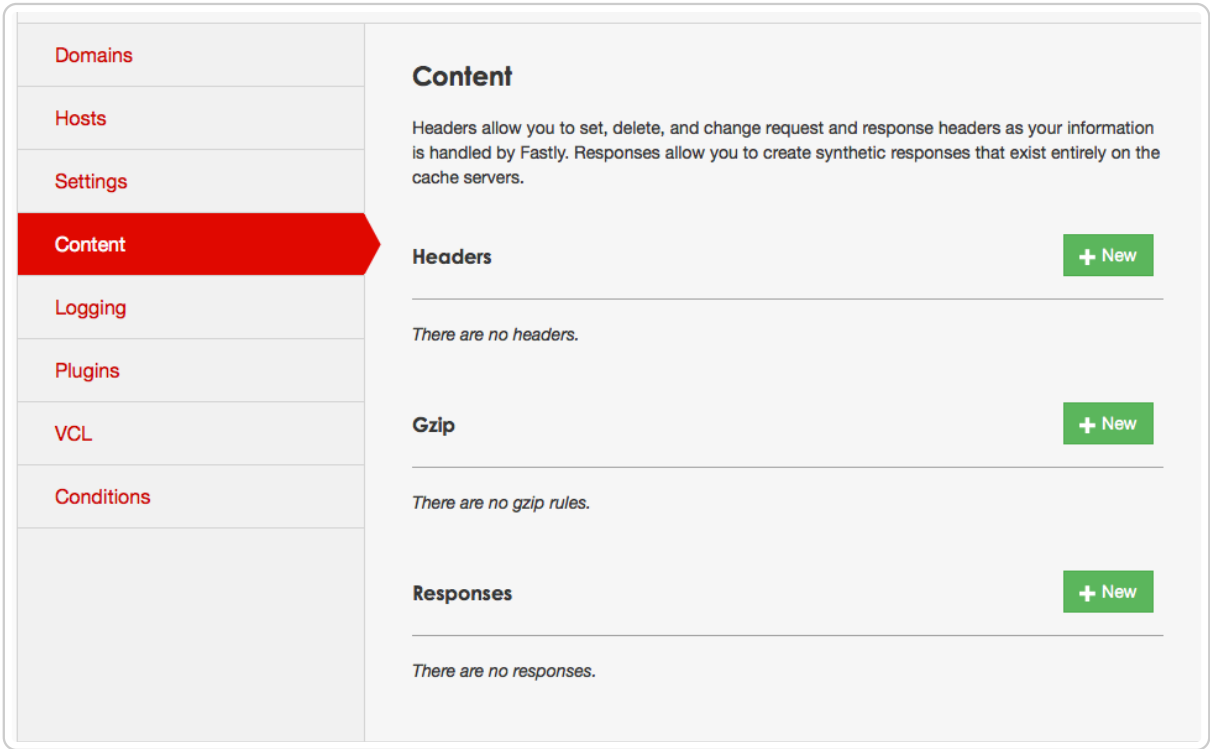 Domains
Hosts
Settings
Content
Logging
Plugins
VCL
Conditions
Content
Headers allow you to set, delete, and change request and response headers as your information
is handled by Fastly. Responses allow you to create synthetic responses that exist entirely on the
cache servers.
Headers
+ New
There are no headers.
Gzip
+ New
There are no gzip rules.
Responses
+ New
There are no responses.